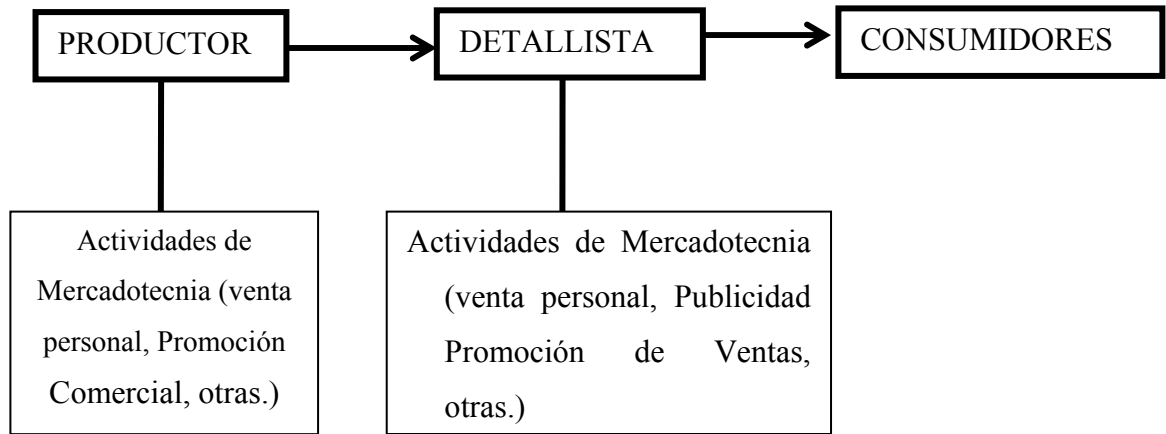 PRODUCTOR
DETALLISTA
CONSUMIDORES
Actividades de
Mercadotecnia (venta
personal, Promoción
Comercial, otras.)
Actividades de Mercadotecnia
(venta personal, Publicidad
Promoción de Ventas,
otras.)